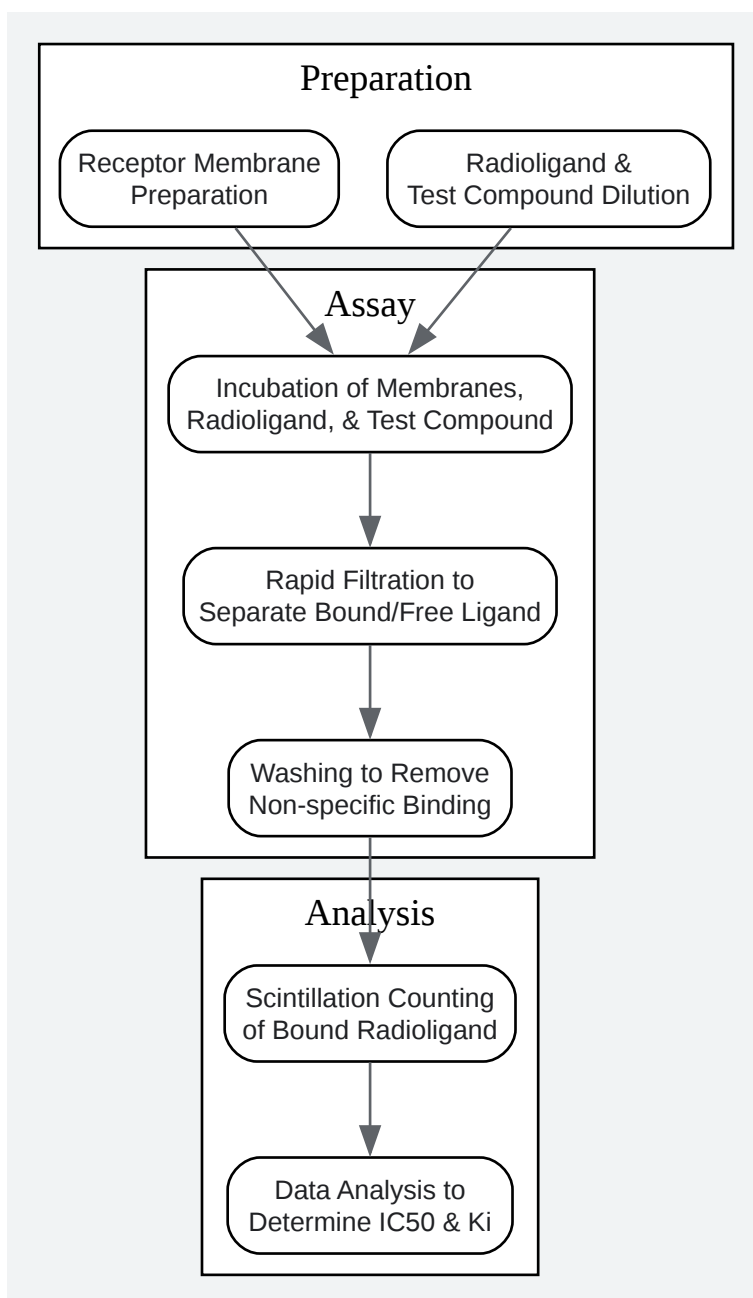 Preparation
Receptor Membrane
Preparation
Radioligand &
Test Compound Dilution
Assay
Incubation of Membranes,
Radioligand, & Test Compound
Rapid Filtration to
Separate Bound/Free Ligand
Washing to Remove
Non-specific Binding
Analysis
Scintillation Counting
of Bound Radioligand
Data Analysis to
Determine IC50 & Ki